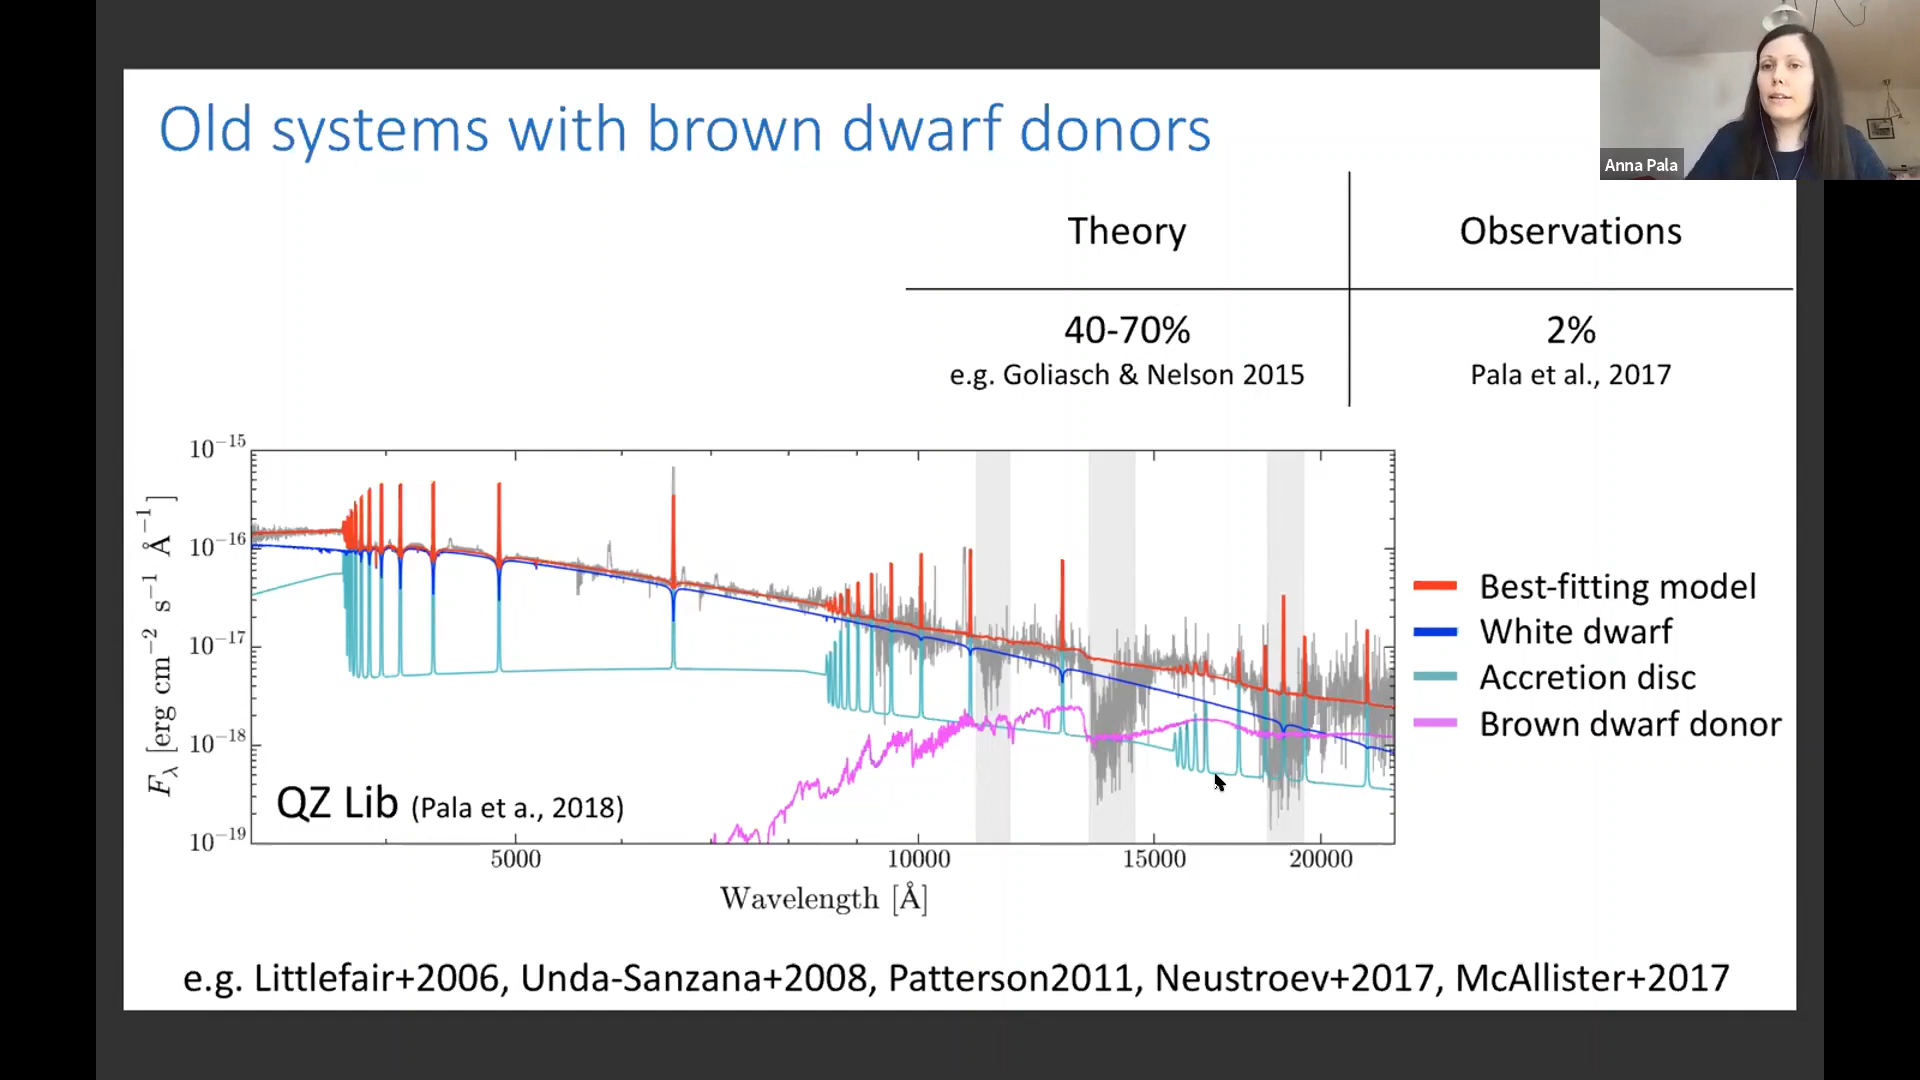 Old systems with brown dwarf donors
Anna Pala
Theory
Observations
40-70%
2%
e.g. Goliasch & Nelson 2015
Pala et al., 2017
10−15
10−16
10−17
10−18
10−19
Fλ [erg cm−2 s−1 Å−1]
QZ Lib (Pala et a., 2018)
5000
10000
15000
20000
Wavelength [Å]
Best-fitting model
White dwarf
Accretion disc
Brown dwarf donor
e.g. Littlefair+2006, Unda-Sanzana+2008, Patterson2011, Neustroev+2017, McAllister+2017